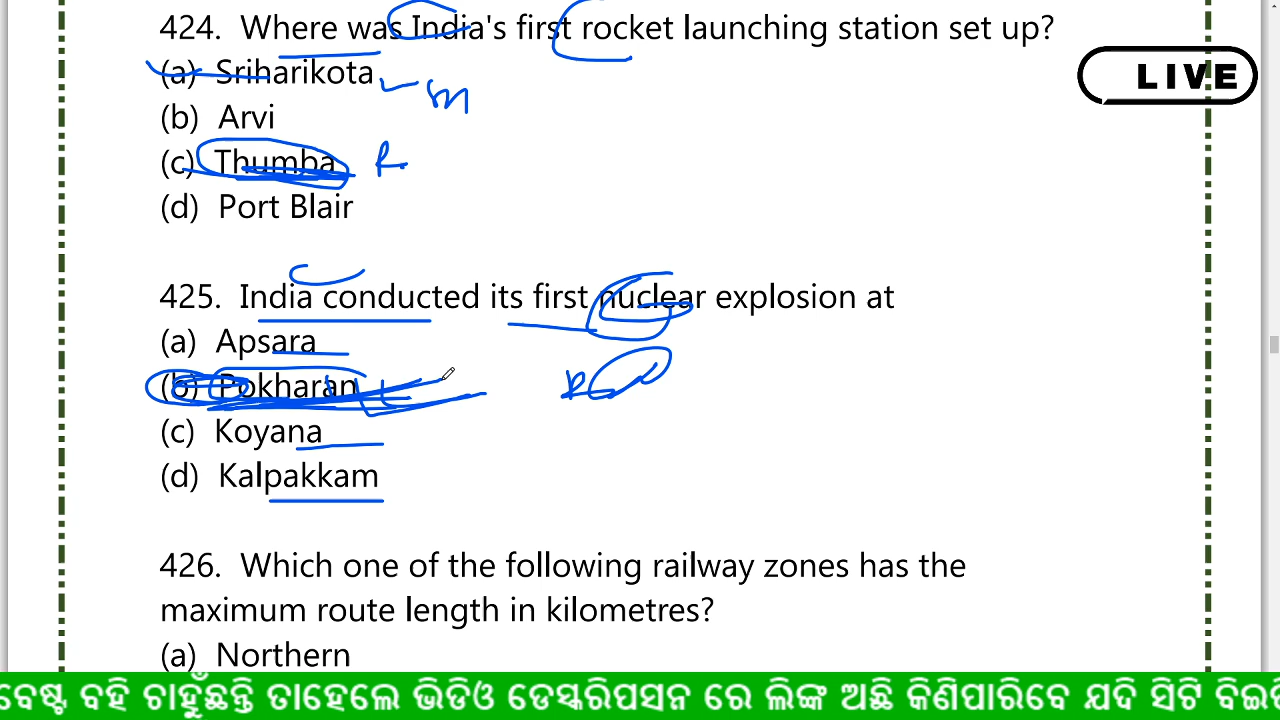 424. Where was India's first rocket launching station set up?
(a) Sriharikota
LIVE
(b) Arvi
(c) Thumba
(d) Port Blair
425. India conducted its first nuclear explosion at
(a) Apsara
(b) Pokharan
(c) Koyana
(d) Kalpakkam
426. Which one of the following railway zones has the
maximum route length in kilometres?
(a) Northern
ବେଷ୍ଟ ବହି ଚାହୁଁଛନ୍ତି ତାହେଲେ ଭିଡିଓ ଡେସ୍କରିପସନ ରେ ଲିଙ୍କ ଅଛି କିଣିପାରିବେ ଯଦି ସିଟି ବିଇଡି